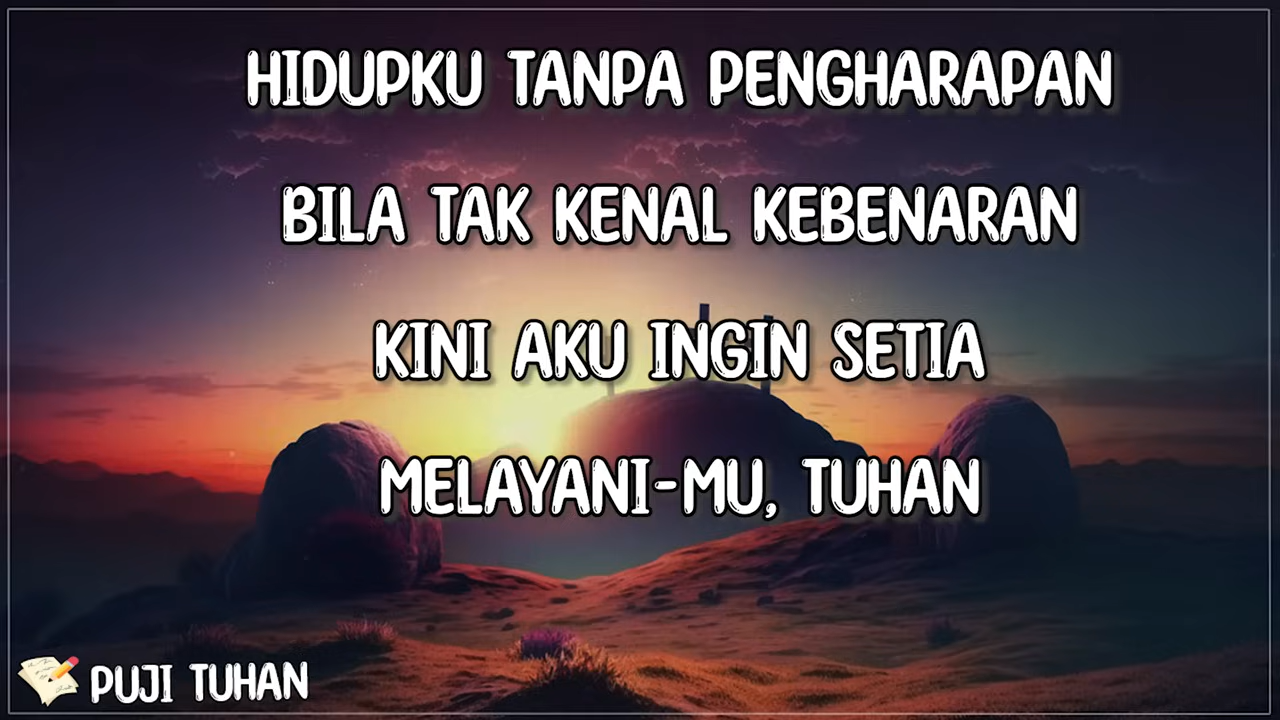 HIDUPKU TANPA PENGHARAPAN
BILA TAK KENAL KEBENARAN
KINI AKU INGIN SETIA
MELAYANI-MU, TUHAN
PUJI TUHAN